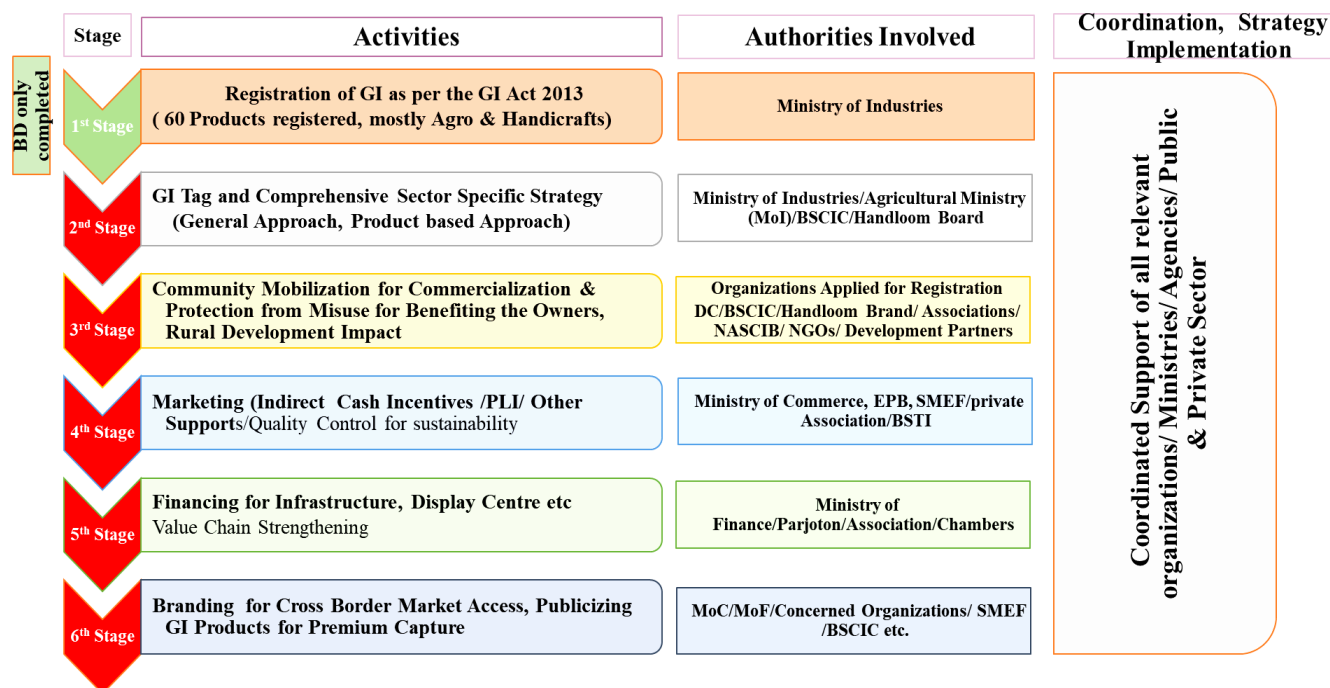 Stage
Activities
Authorities Involved
Coordination, Strategy
Implementation
BD only
completed
1st Stage
Registration of GI as per the GI Act 2013
( 60 Products registered, mostly Agro & Handicrafts)
Ministry of Industries
2nd Stage
GI Tag and Comprehensive Sector Specific Strategy
(General Approach, Product based Approach)
Ministry of Industries/Agricultural Ministry
(MoI)/BSCIC/Handloom Board
3rd Stage
Community Mobilization for Commercialization &
Protection from Misuse for Benefiting the Owners,
Rural Development Impact
Organizations Applied for Registration
DC/BSCIC/Handloom Brand/ Associations/
NASCIB/ NGOs/ Development Partners
4th Stage
Marketing (Indirect Cash Incentives /PLI/ Other
Supports/Quality Control for sustainability
Ministry of Commerce, EPB, SMEF/private
Association/BSTI
5th Stage
Financing for Infrastructure, Display Centre etc
Value Chain Strengthening
Ministry of
Finance/Parjoton/Association/Chambers
6th Stage
Branding for Cross Border Market Access, Publicizing
GI Products for Premium Capture
MoC/MoF/Concerned Organizations/ SMEF
/BSCIC etc.
Coordinated Support of all relevant
organizations/ Ministries/ Agencies/ Public
& Private Sector